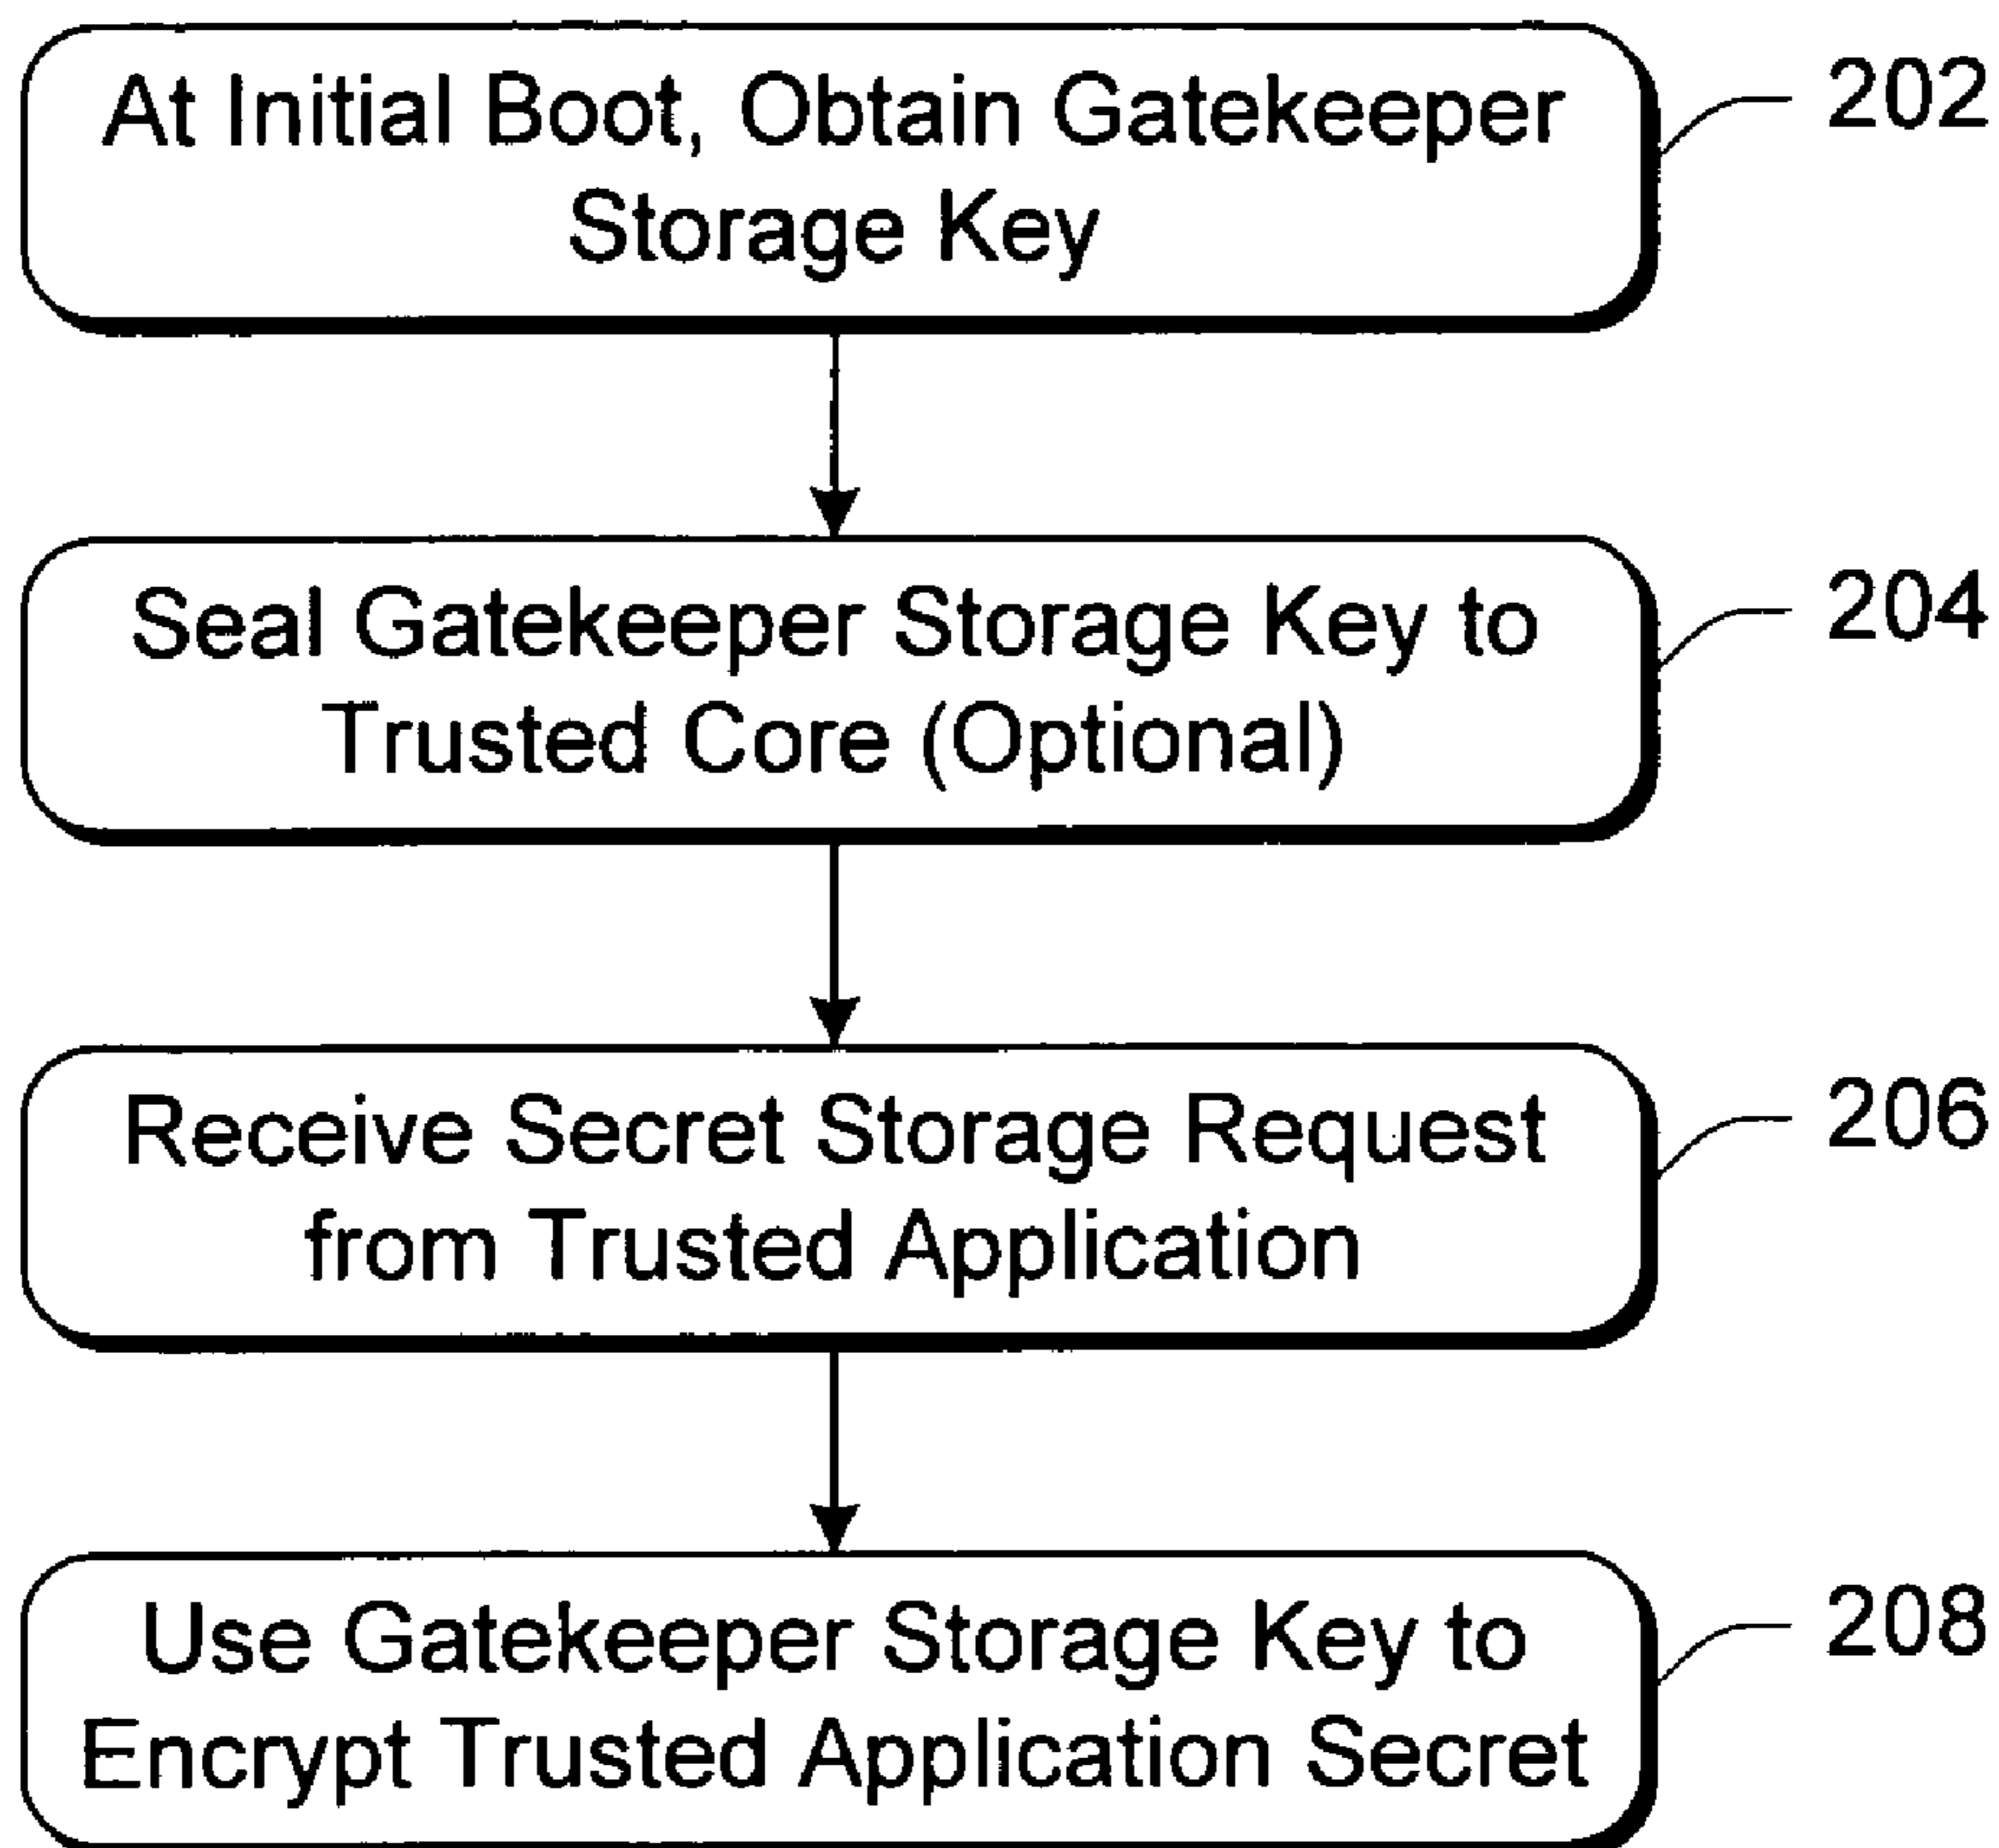 At Initial Boot, Obtain Gatekeeper
Storage Key
202
Seal Gatekeeper Storage Key to
Trusted Core (Optional)
204
Receive Secret Storage Request
from Trusted Application
206
Use Gatekeeper Storage Key to
Encrypt Trusted Application Secret
208